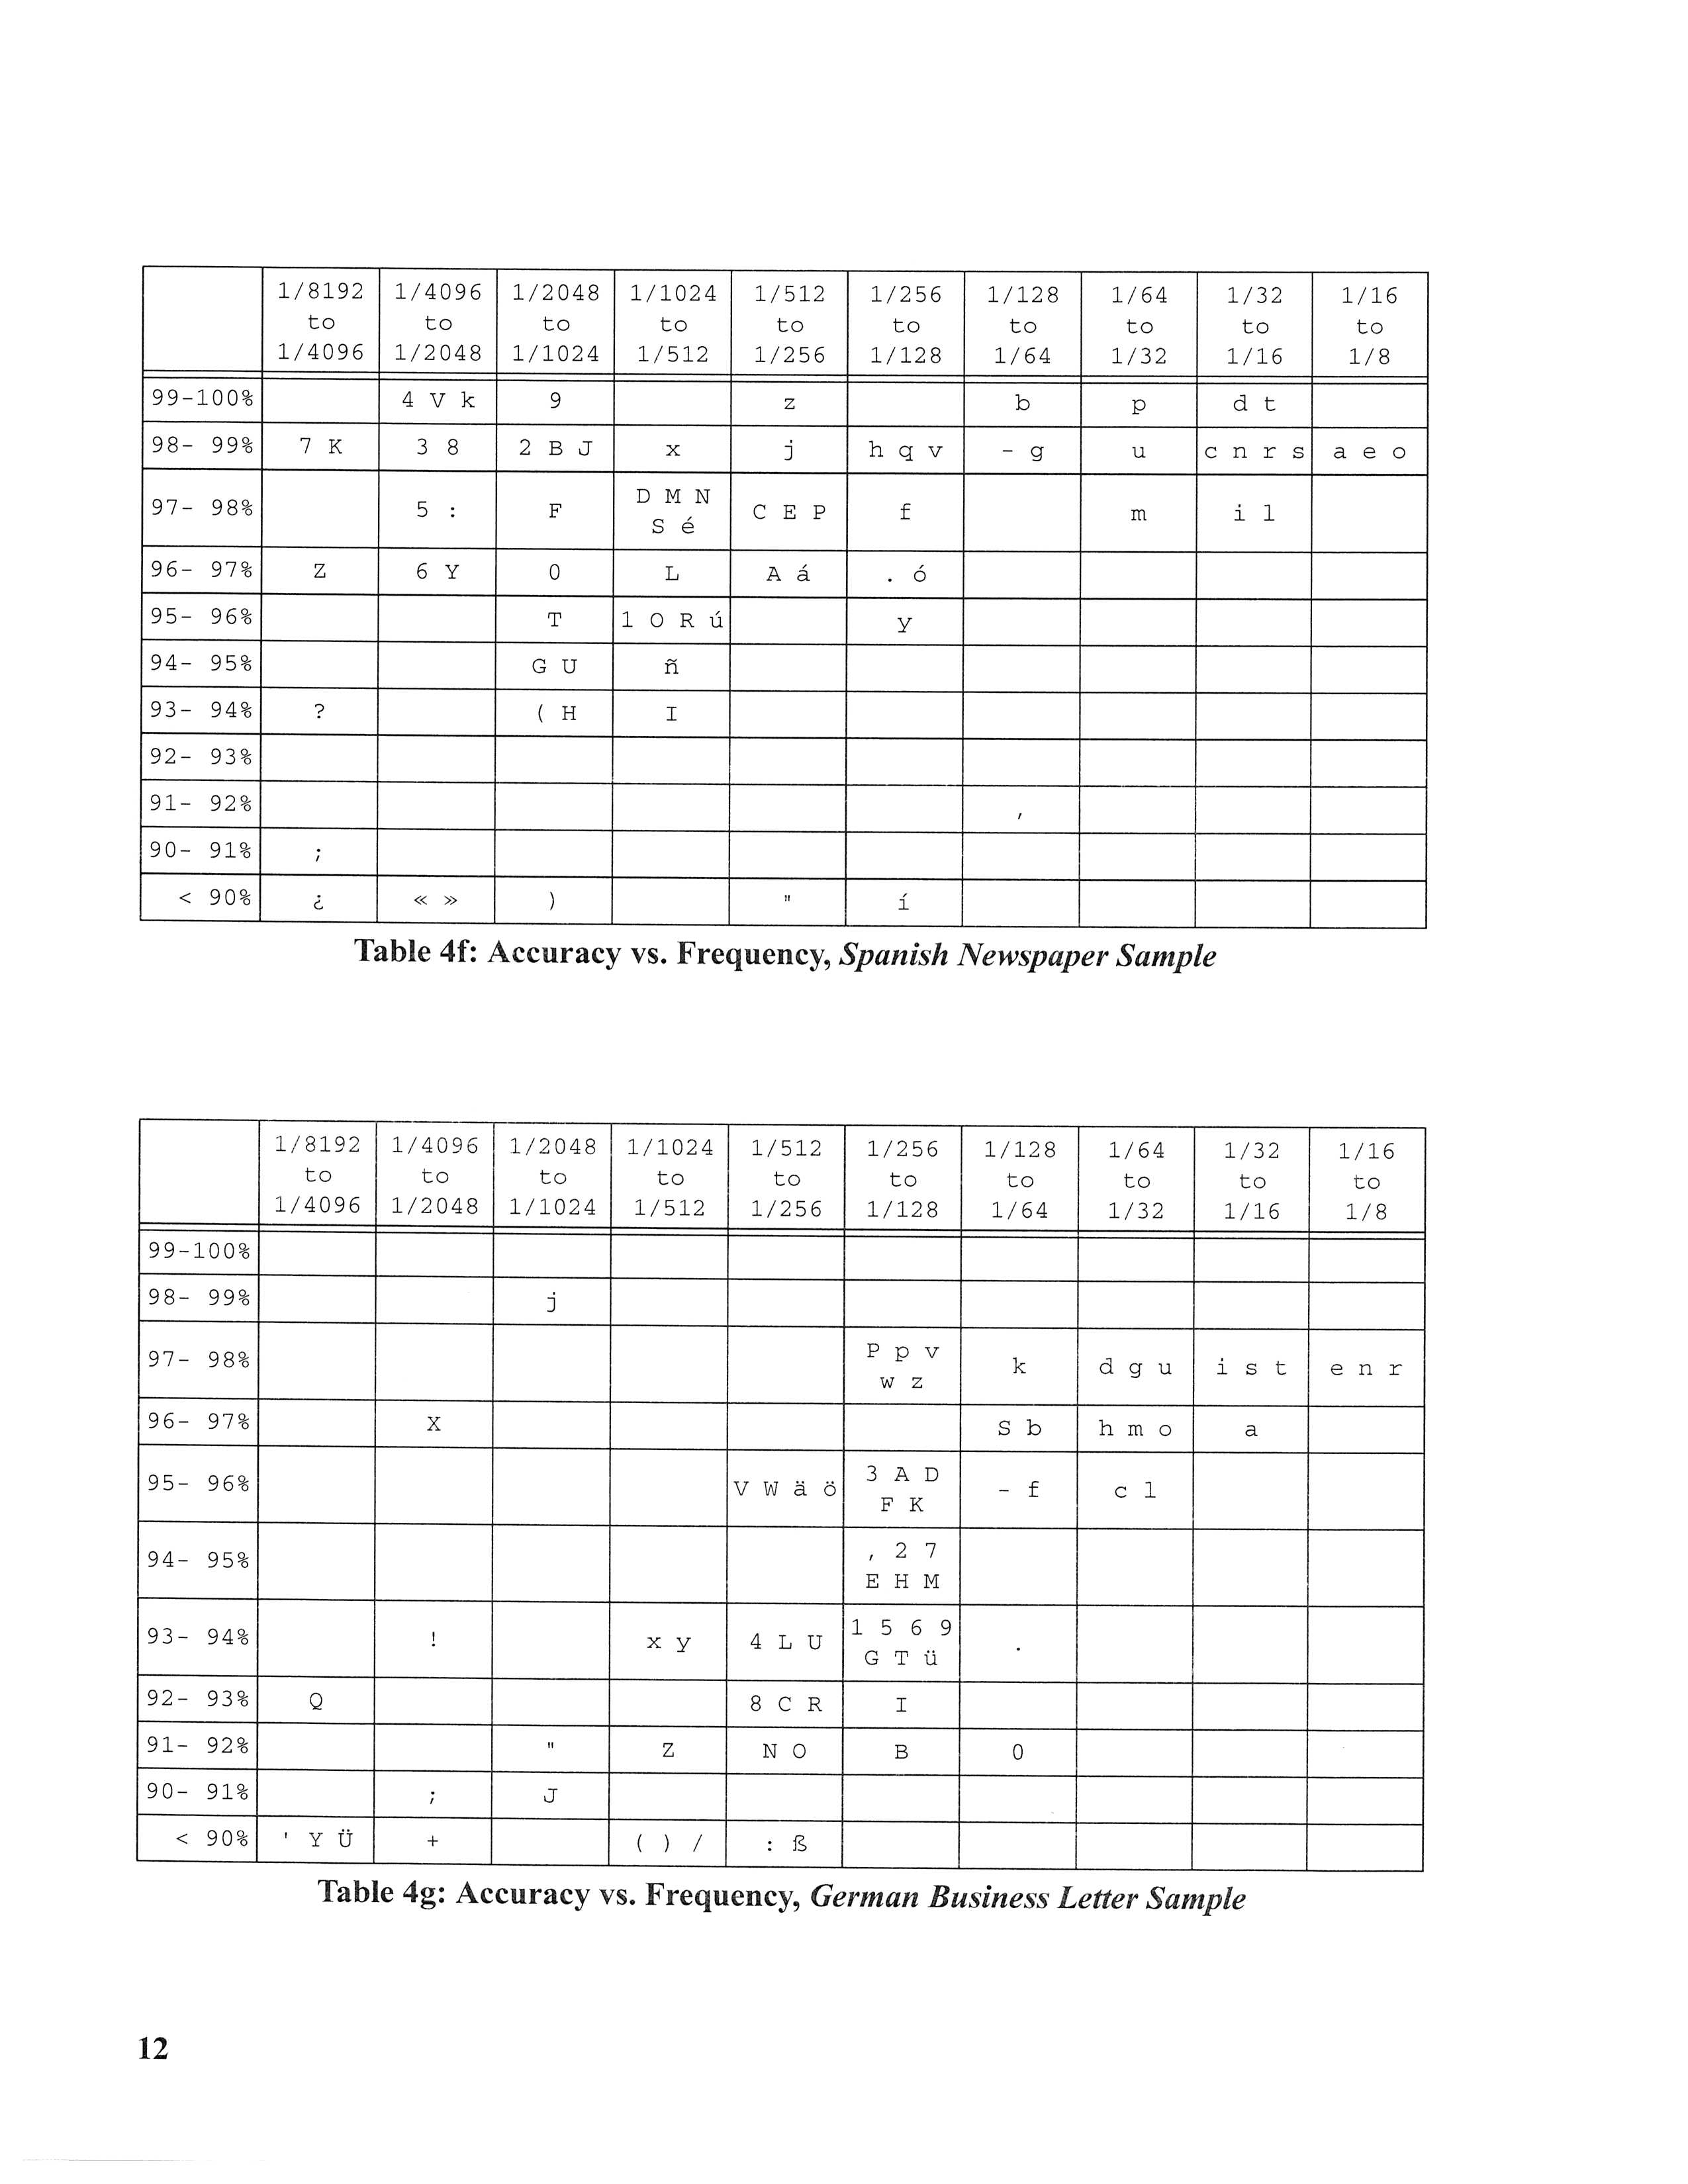 1/8192 1/4096 1/2048 1/1024 1/512 1/256 1/128 1/64 1/32 1/16
to to to to to to to to to to
1/4096 1/2048 1/1024 1/512 1/256 1/128 1/64 1/32 1/16 1/8
99-100% 4 V k 9 z b p d t
98- 99% 7 K 3 8 2 B J x j h q v - g u c n r s a e o
97- 98% 5 : F D M N S é C E P f m i l
96- 97% Z 6 Y 0 L A á . ó
95- 96% T 1 O R ú y
94- 95% G U ñ
93- 94% ? ( H I
92- 93%
91- 92% ,
90- 91% ;
< 90% ¿ « » ) " í
Table 4f: Accuracy vs. Frequency, Spanish Newspaper Sample
1/8192 1/4096 1/2048 1/1024 1/512 1/256 1/128 1/64 1/32 1/16
to to to to to to to to to to
1/4096 1/2048 1/1024 1/512 1/256 1/128 1/64 1/32 1/16 1/8
99-100%
98- 99% j
97- 98% P p v w z k d g u i s t e n r
96- 97% X S b h m o a
95- 96% V W ä ö 3 A D F K - f c l
94- 95% , 2 7 E H M
93- 94% ! x y 4 L U 1 5 6 9 G T ü .
92- 93% Q 8 C R I
91- 92% " Z N O B 0
90- 91% ; J
< 90% ' Y Ü + ( ) / : ß
Table 4g: Accuracy vs. Frequency, German Business Letter Sample
12